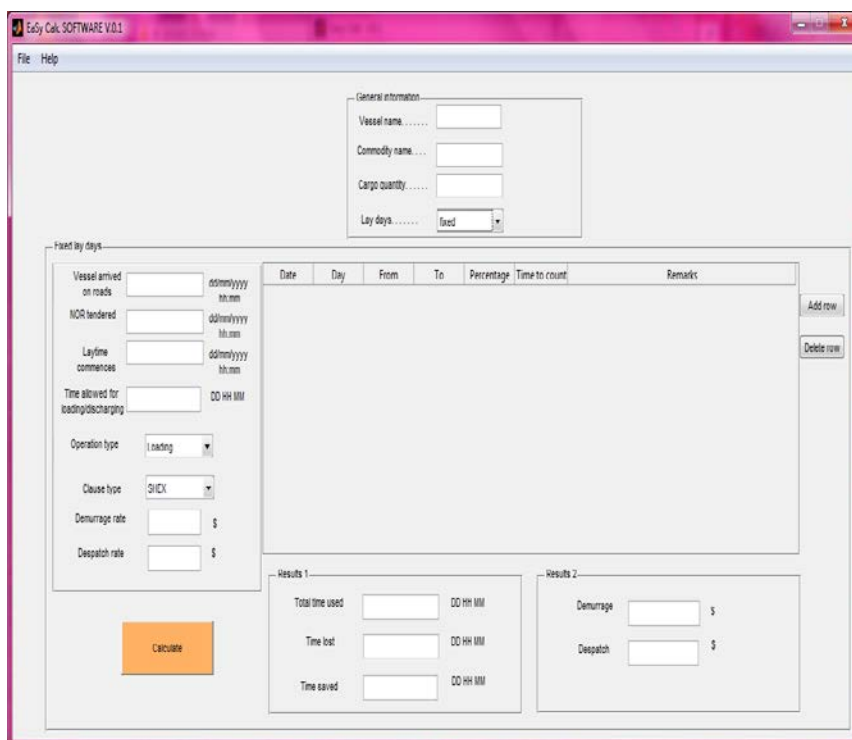 EaSy Calc SOFTWARE V.0.1
File Help
General information
Vessel name.......
Commodity name....
Cargo quantity......
Lay days.......
fixed
Fixed lay days
Vessel arrived
on roads
dd/mm/yyyy
hh:mm
NOR tendered
dd/mm/yyyy
hh:mm
Laytime
commences
dd/mm/yyyy
hh:mm
Time allowed for
loading/discharging
DD HH MM
Operation type
Loading
Clause type
SHEX
Demurrage rate
$
Despatch rate
$
Calculate
Date Day From To Percentage Time to count Remarks
Add row
Delete row
Results 1
Total time used DD HH MM
Time lost DD HH MM
Time saved DD HH MM
Results 2
Demurrage $
Despatch $